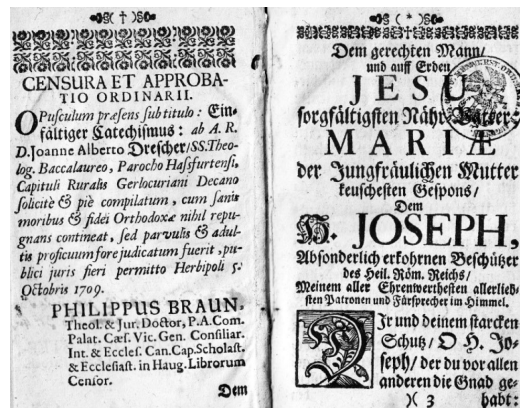 ( † )
CENSURA ET APPROBA-
TIO ORDINARII.
OPusculum præsens sub titulo: Ein-
fältiger Catechismus: ab A. R.
D. Joanne Alberto Drescher/SS.Theo-
log. Baccalaureo, Parocho Hasfurtensi,
Capituli Ruralis Gerlocuriani Decano
solicitè & piè compilatum, cum sanis
moribus & fidei Orthodoxæ nihil repu-
gnans contineat, sed parvulis & adul-
tis proficuum fore judicatum fuerit, pu-
blici juris fieri permitto Herbipoli 5.
Octobris 1709.
PHILIPPUS BRAUN.
Theol. & Jur. Doctor, P.A.Com.
Palat. Cæs. Vic. Gen. Consiliar.
Int. & Eccles. Can. Cap. Scholast.
& Ecclesiast. in Haug. Librorum
Censor.
Dem
( * )
Dem gerechten Mann/
und auff Erden
JESU
sorgfältigsten Nähr-Vatter:
MARIÆ
der Jungfräulichen Mutter
keuschesten Gespons/
Dem
H. JOSEPH,
Absonderlich erkohrnen Beschützer
des Heil. Röm. Reichs/
Meinem aller Ehrenwerthesten allerlieb-
sten Patronen und Fürsprecher im Himmel.
DIr und deinem starcken
Schutz/ O H. Jo-
seph/ der du vor allen
anderen die Gnad ge-
)( 3 habt: